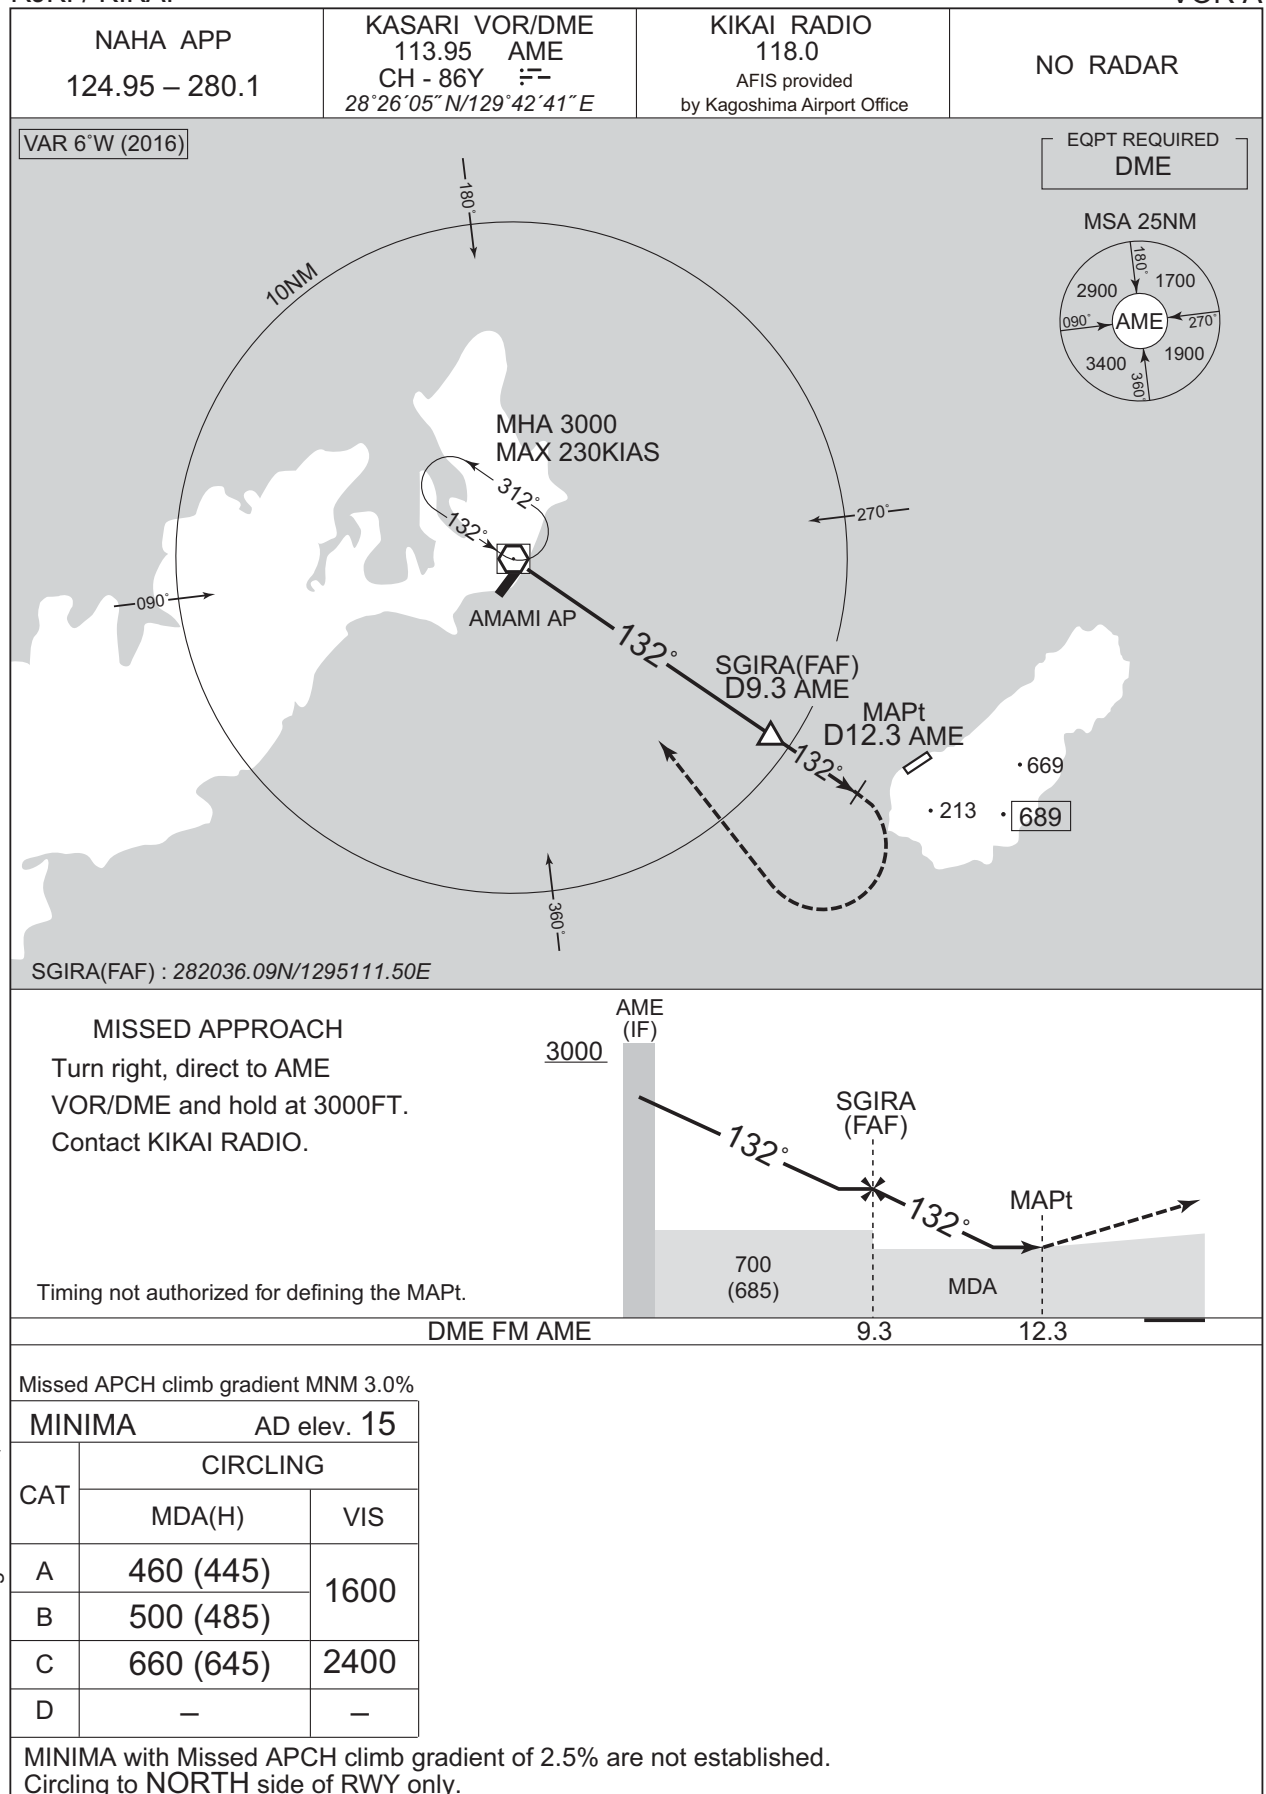 NAHA APP
124.95 – 280.1
KASARI VOR/DME
113.95 AME
CH - 86Y
28°26′05″N/129°42′41″E
KIKAI RADIO
118.0
AFIS provided
by Kagoshima Airport Office
NO RADAR
VAR 6°W (2016)
EQPT REQUIRED
DME
MSA 25NM
180°
2900
1700
090°
AME
270°
3400
1900
360°
180°
10NM
MHA 3000
MAX 230KIAS
312°
132°
270°
090°
AMAMI AP
132°
SGIRA(FAF)
D9.3 AME
MAPt
D12.3 AME
132°
669
213
689
360°
SGIRA(FAF) : 282036.09N/1295111.50E
MISSED APPROACH
Turn right, direct to AME
VOR/DME and hold at 3000FT.
Contact KIKAI RADIO.
Timing not authorized for defining the MAPt.
AME
(IF)
3000
SGIRA
(FAF)
132°
132°
MAPt
700
(685)
MDA
DME FM AME 9.3 12.3
Missed APCH climb gradient MNM 3.0%
MINIMA AD elev. 15
CAT
CIRCLING
MDA(H) VIS
A 460 (445) 1600
B 500 (485)
C 660 (645) 2400
D – –
MINIMA with Missed APCH climb gradient of 2.5% are not established.
Circling to NORTH side of RWY only.